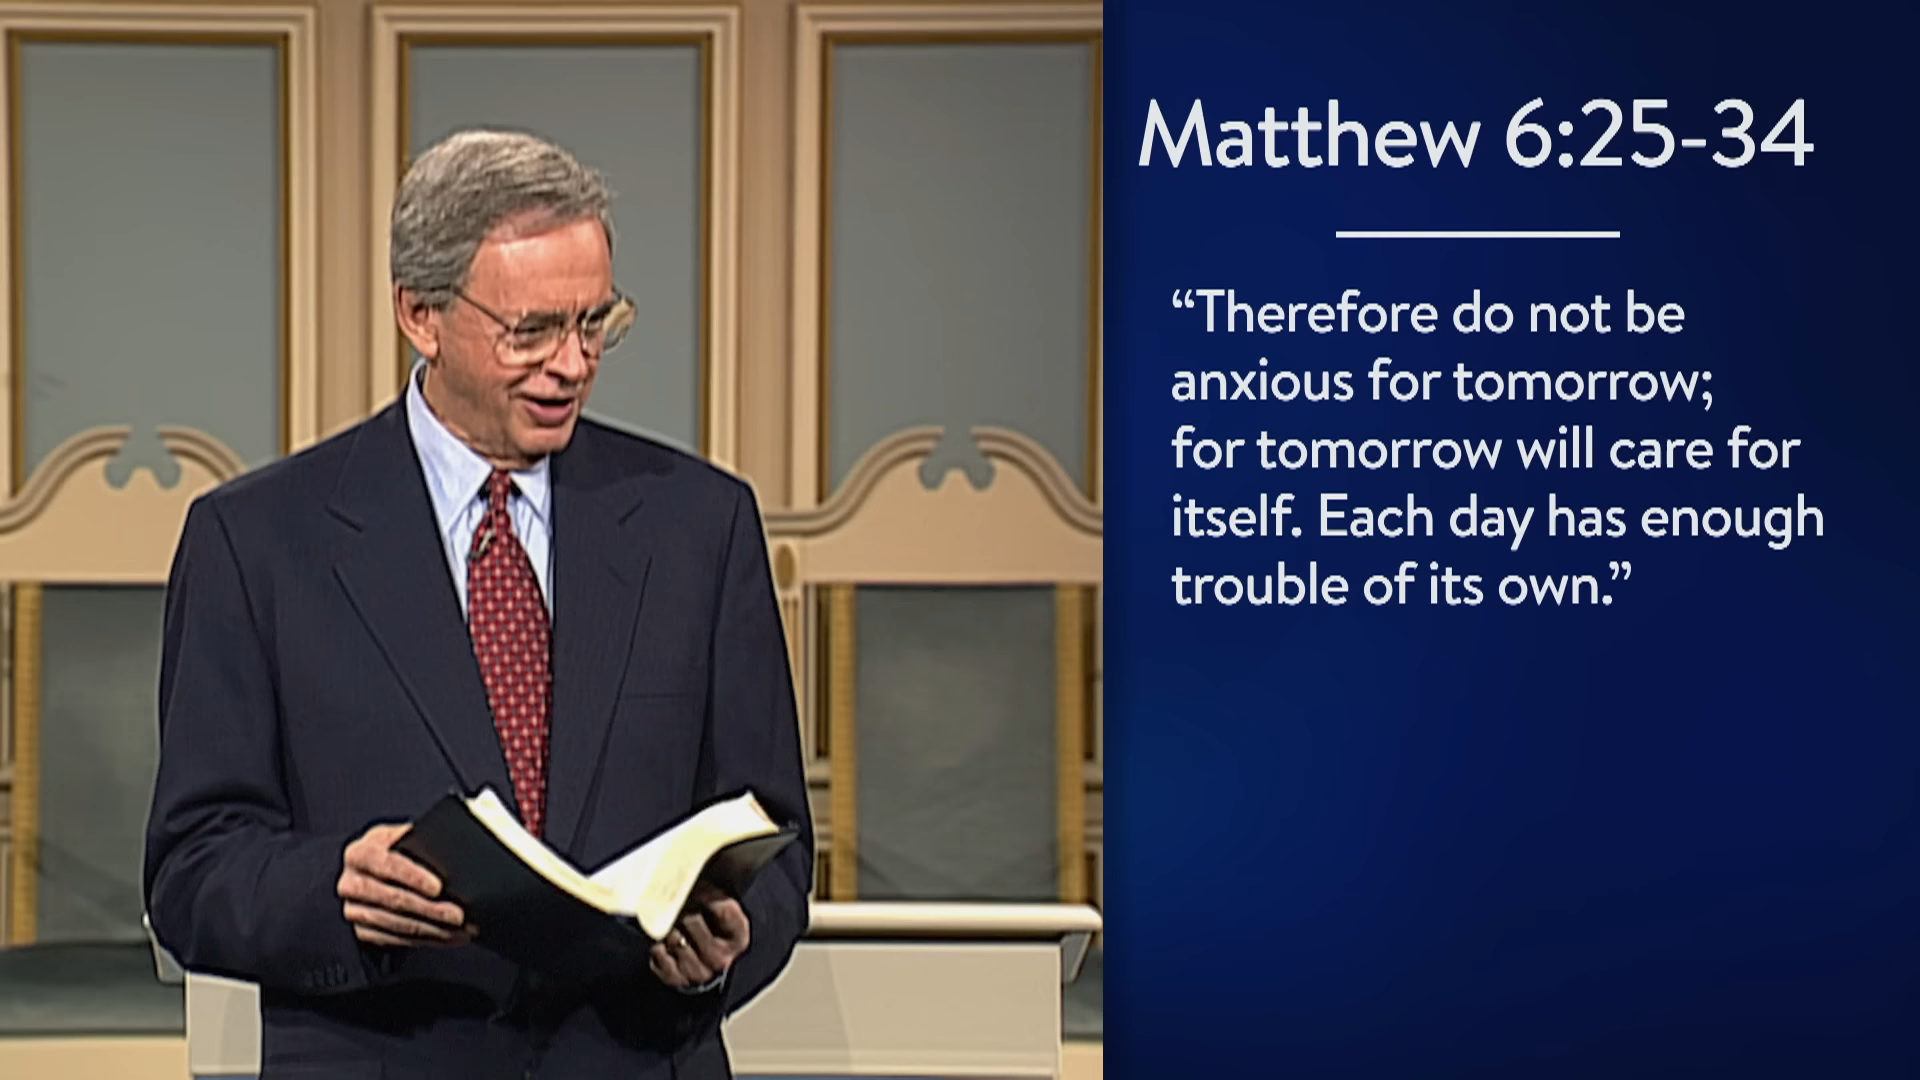 Matthew 6:25-34
“Therefore do not be
anxious for tomorrow;
for tomorrow will care for
itself. Each day has enough
trouble of its own.”